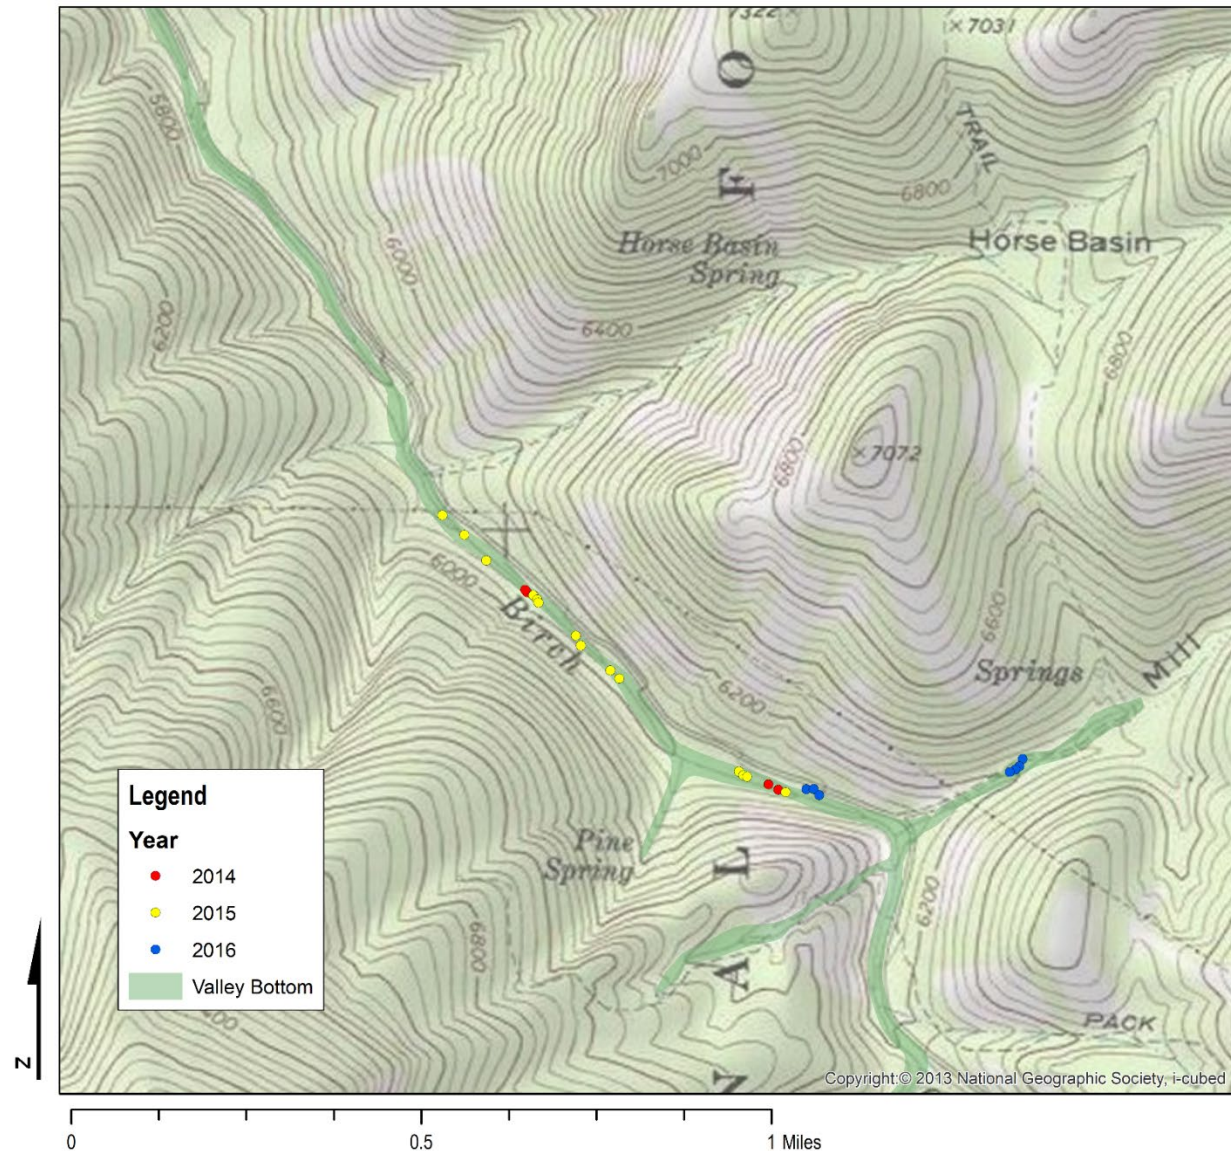 7322
× 7031
O
5800
TRAIL
7000
F
6800
Horse Basin
Spring
Horse Basin
6000
6200
6400
6800
6800
× 7072
6000
Birch
6600
Springs
Mill
6200
6600
Legend
Year
2014
2015
2016
Valley Bottom
Pine
Spring
L
6200
6800
A
PACK
N
Copyright:© 2013 National Geographic Society, i-cubed
0
0.5
1 Miles